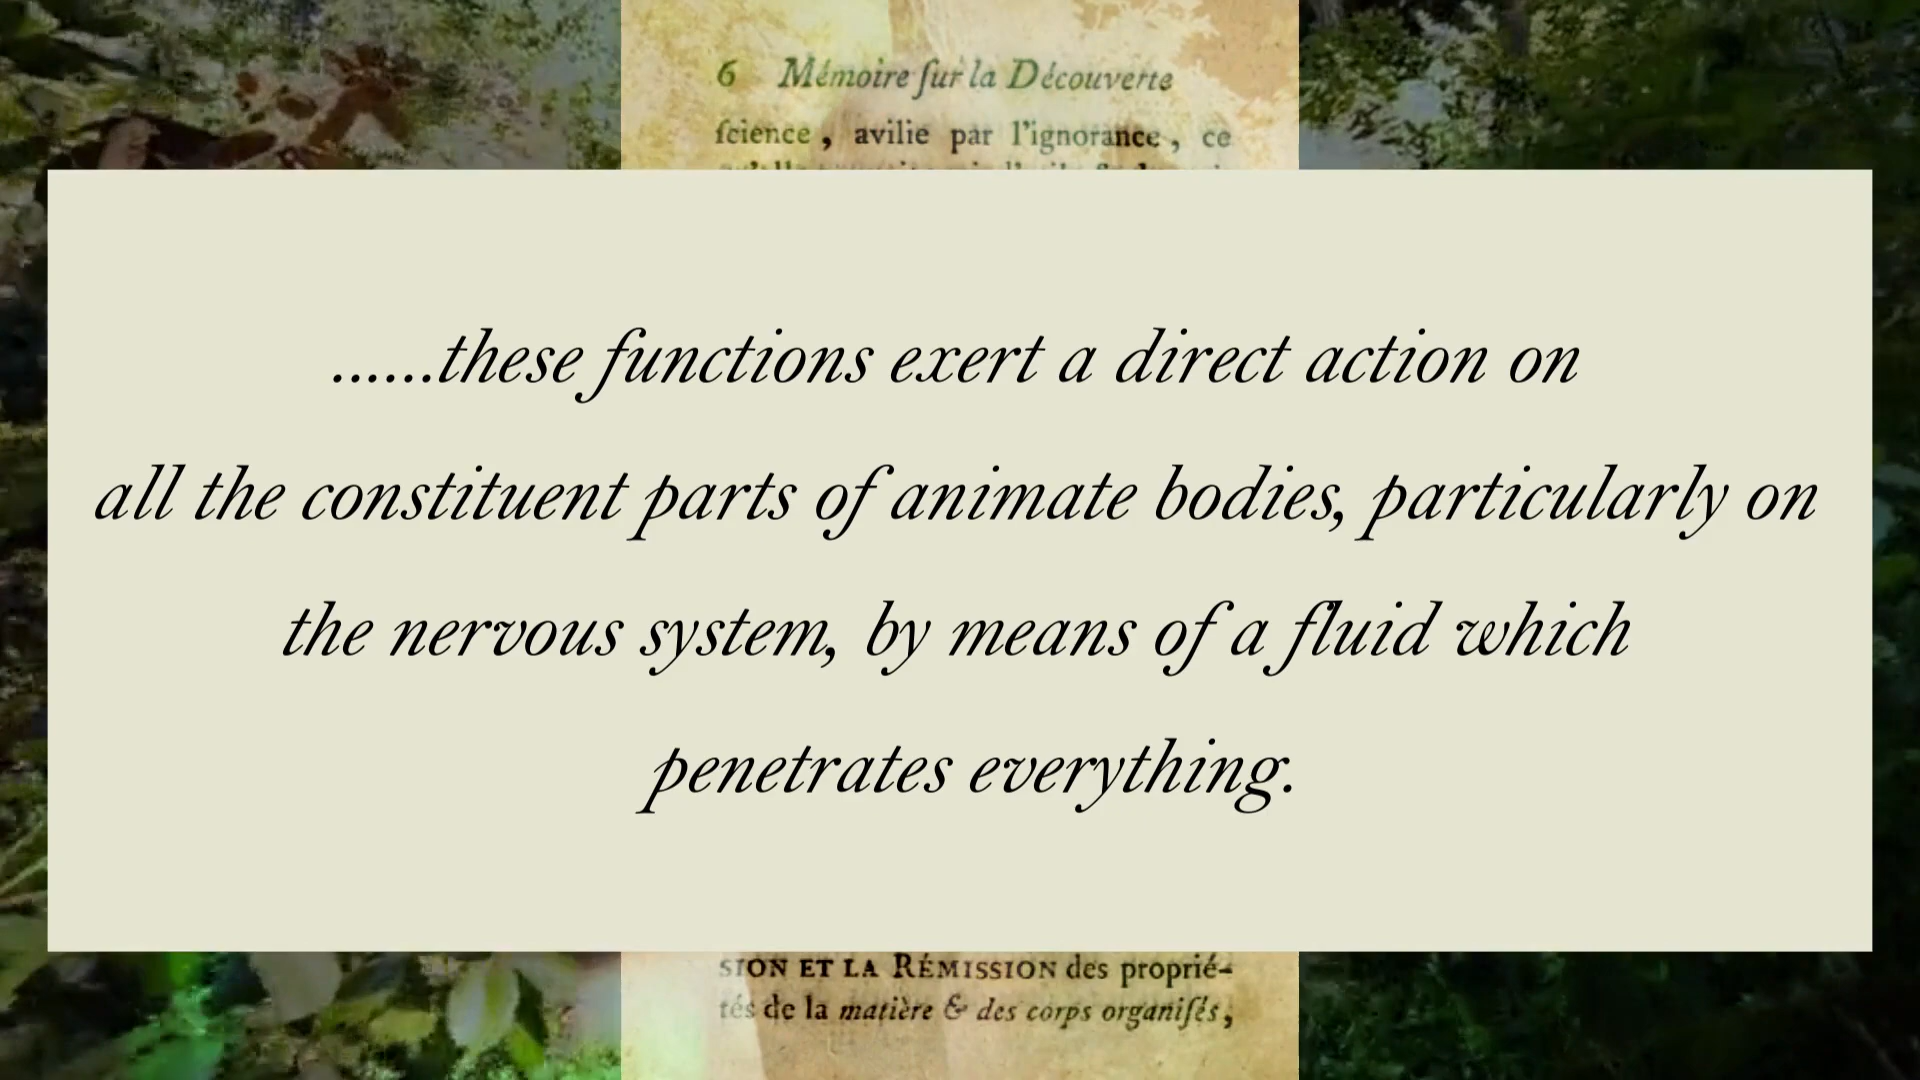 6 Mémoire ſur la Découverte
ſcience, avilie par l'ignorance, ce
......these functions exert a direct action on
all the constituent parts of animate bodies, particularly on
the nervous system, by means of a fluid which
penetrates everything.
SION ET LA RÉMISSION des proprié-
tés de la matière & des corps organiſés,